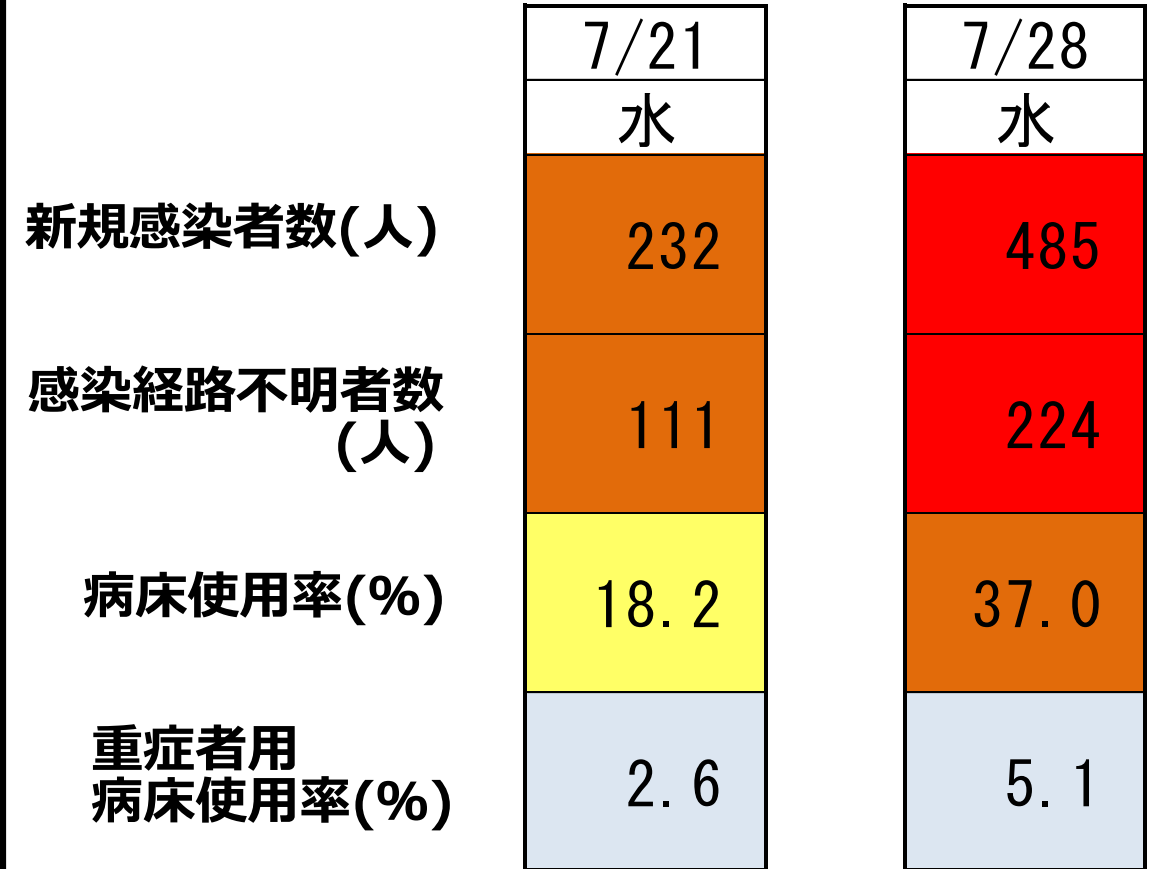 7/21 7/28
水 水
新規感染者数(人) 232 485
感染経路不明者数
(人) 111 224
病床使用率(%) 18.2 37.0
重症者用
病床使用率(%) 2.6 5.1